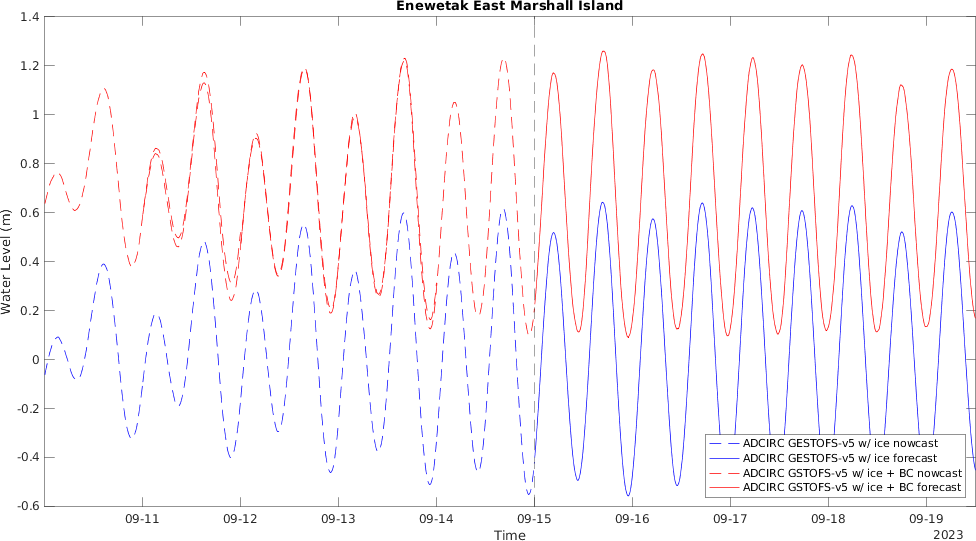 Enewetak East Marshall Island
1.4
1.2
1
0.8
0.6
0.4
0.2
0
-0.2
-0.4
-0.6
Water Level (m)
ADCIRC GESTOFS-v5 w/ ice nowcast
ADCIRC GESTOFS-v5 w/ ice forecast
ADCIRC GSTOFS-v5 w/ ice + BC nowcast
ADCIRC GSTOFS-v5 w/ ice + BC forecast
09-11 09-12 09-13 09-14 09-15 09-16 09-17 09-18 09-19
Time
2023